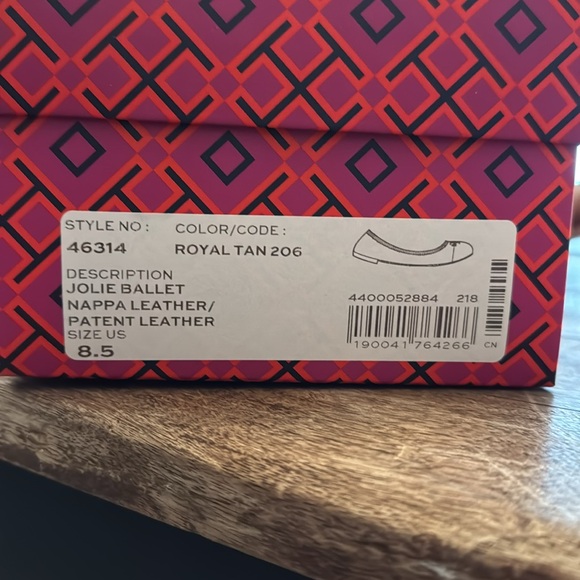 STYLE NO : COLOR/CODE :
46314 ROYAL TAN 206
DESCRIPTION
JOLIE BALLET
NAPPA LEATHER/
PATENT LEATHER
SIZE US
8.5
4400052884 218
190041 764266 CN